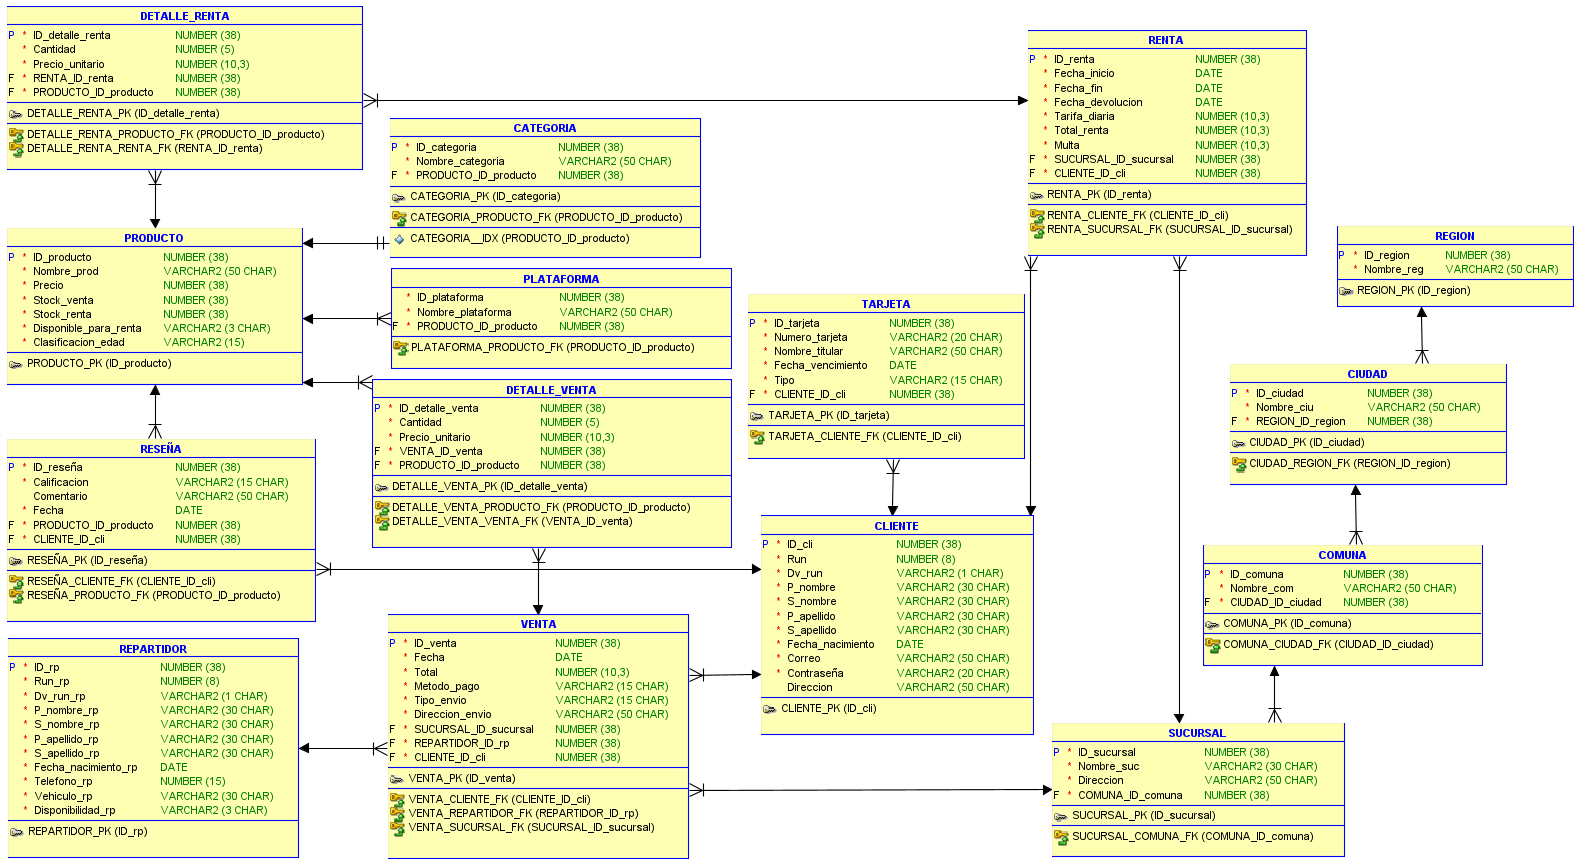 DETALLE_RENTA
P * ID_detalle_renta NUMBER (38)
* Cantidad NUMBER (5)
* Precio_unitario NUMBER (10,3)
F * RENTA_ID_renta NUMBER (38)
F * PRODUCTO_ID_producto NUMBER (38)
DETALLE_RENTA_PK (ID_detalle_renta)
DETALLE_RENTA_PRODUCTO_FK (PRODUCTO_ID_producto)
DETALLE_RENTA_RENTA_FK (RENTA_ID_renta)
RENTA
P * ID_renta NUMBER (38)
* Fecha_inicio DATE
* Fecha_fin DATE
* Fecha_devolucion DATE
* Tarifa_diaria NUMBER (10,3)
* Total_renta NUMBER (10,3)
* Multa NUMBER (10,3)
F * SUCURSAL_ID_sucursal NUMBER (38)
F * CLIENTE_ID_cli NUMBER (38)
RENTA_PK (ID_renta)
RENTA_CLIENTE_FK (CLIENTE_ID_cli)
RENTA_SUCURSAL_FK (SUCURSAL_ID_sucursal)
CATEGORIA
P * ID_categoria NUMBER (38)
* Nombre_categoria VARCHAR2 (50 CHAR)
F * PRODUCTO_ID_producto NUMBER (38)
CATEGORIA_PK (ID_categoria)
CATEGORIA_PRODUCTO_FK (PRODUCTO_ID_producto)
CATEGORIA__IDX (PRODUCTO_ID_producto)
PRODUCTO
P * ID_producto NUMBER (38)
* Nombre_prod VARCHAR2 (50 CHAR)
* Precio NUMBER (38)
* Stock_venta NUMBER (38)
* Stock_renta NUMBER (38)
* Disponible_para_renta VARCHAR2 (3 CHAR)
* Clasificacion_edad VARCHAR2 (15)
PRODUCTO_PK (ID_producto)
REGION
P * ID_region NUMBER (38)
* Nombre_reg VARCHAR2 (50 CHAR)
REGION_PK (ID_region)
PLATAFORMA
* ID_plataforma NUMBER (38)
* Nombre_plataforma VARCHAR2 (50 CHAR)
F * PRODUCTO_ID_producto NUMBER (38)
PLATAFORMA_PRODUCTO_FK (PRODUCTO_ID_producto)
TARJETA
P * ID_tarjeta NUMBER (38)
* Numero_tarjeta VARCHAR2 (20 CHAR)
* Nombre_titular VARCHAR2 (50 CHAR)
* Fecha_vencimiento DATE
* Tipo VARCHAR2 (15 CHAR)
F * CLIENTE_ID_cli NUMBER (38)
TARJETA_PK (ID_tarjeta)
TARJETA_CLIENTE_FK (CLIENTE_ID_cli)
CIUDAD
P * ID_ciudad NUMBER (38)
* Nombre_ciu VARCHAR2 (50 CHAR)
F * REGION_ID_region NUMBER (38)
CIUDAD_PK (ID_ciudad)
CIUDAD_REGION_FK (REGION_ID_region)
DETALLE_VENTA
P * ID_detalle_venta NUMBER (38)
* Cantidad NUMBER (5)
* Precio_unitario NUMBER (10,3)
F * VENTA_ID_venta NUMBER (38)
F * PRODUCTO_ID_producto NUMBER (38)
DETALLE_VENTA_PK (ID_detalle_venta)
DETALLE_VENTA_PRODUCTO_FK (PRODUCTO_ID_producto)
DETALLE_VENTA_VENTA_FK (VENTA_ID_venta)
RESEÑA
P * ID_reseña NUMBER (38)
* Calificacion VARCHAR2 (15 CHAR)
Comentario VARCHAR2 (50 CHAR)
* Fecha DATE
F * PRODUCTO_ID_producto NUMBER (38)
F * CLIENTE_ID_cli NUMBER (38)
RESEÑA_PK (ID_reseña)
RESEÑA_CLIENTE_FK (CLIENTE_ID_cli)
RESEÑA_PRODUCTO_FK (PRODUCTO_ID_producto)
CLIENTE
P * ID_cli NUMBER (38)
* Run NUMBER (8)
* Dv_run VARCHAR2 (1 CHAR)
* P_nombre VARCHAR2 (30 CHAR)
* S_nombre VARCHAR2 (30 CHAR)
* P_apellido VARCHAR2 (30 CHAR)
* S_apellido VARCHAR2 (30 CHAR)
* Fecha_nacimiento DATE
* Correo VARCHAR2 (50 CHAR)
* Contraseña VARCHAR2 (20 CHAR)
Direccion VARCHAR2 (50 CHAR)
CLIENTE_PK (ID_cli)
COMUNA
P * ID_comuna NUMBER (38)
* Nombre_com VARCHAR2 (50 CHAR)
F * CIUDAD_ID_ciudad NUMBER (38)
COMUNA_PK (ID_comuna)
COMUNA_CIUDAD_FK (CIUDAD_ID_ciudad)
VENTA
P * ID_venta NUMBER (38)
* Fecha DATE
* Total NUMBER (10,3)
* Metodo_pago VARCHAR2 (15 CHAR)
* Tipo_envio VARCHAR2 (15 CHAR)
* Direccion_envio VARCHAR2 (50 CHAR)
F * SUCURSAL_ID_sucursal NUMBER (38)
F * REPARTIDOR_ID_rp NUMBER (38)
F * CLIENTE_ID_cli NUMBER (38)
VENTA_PK (ID_venta)
VENTA_CLIENTE_FK (CLIENTE_ID_cli)
VENTA_REPARTIDOR_FK (REPARTIDOR_ID_rp)
VENTA_SUCURSAL_FK (SUCURSAL_ID_sucursal)
REPARTIDOR
P * ID_rp NUMBER (38)
* Run_rp NUMBER (8)
* Dv_run_rp VARCHAR2 (1 CHAR)
* P_nombre_rp VARCHAR2 (30 CHAR)
* S_nombre_rp VARCHAR2 (30 CHAR)
* P_apellido_rp VARCHAR2 (30 CHAR)
* S_apellido_rp VARCHAR2 (30 CHAR)
* Fecha_nacimiento_rp DATE
* Telefono_rp NUMBER (15)
* Vehiculo_rp VARCHAR2 (30 CHAR)
* Disponibilidad_rp VARCHAR2 (3 CHAR)
REPARTIDOR_PK (ID_rp)
SUCURSAL
P * ID_sucursal NUMBER (38)
* Nombre_suc VARCHAR2 (30 CHAR)
* Direccion VARCHAR2 (50 CHAR)
F * COMUNA_ID_comuna NUMBER (38)
SUCURSAL_PK (ID_sucursal)
SUCURSAL_COMUNA_FK (COMUNA_ID_comuna)